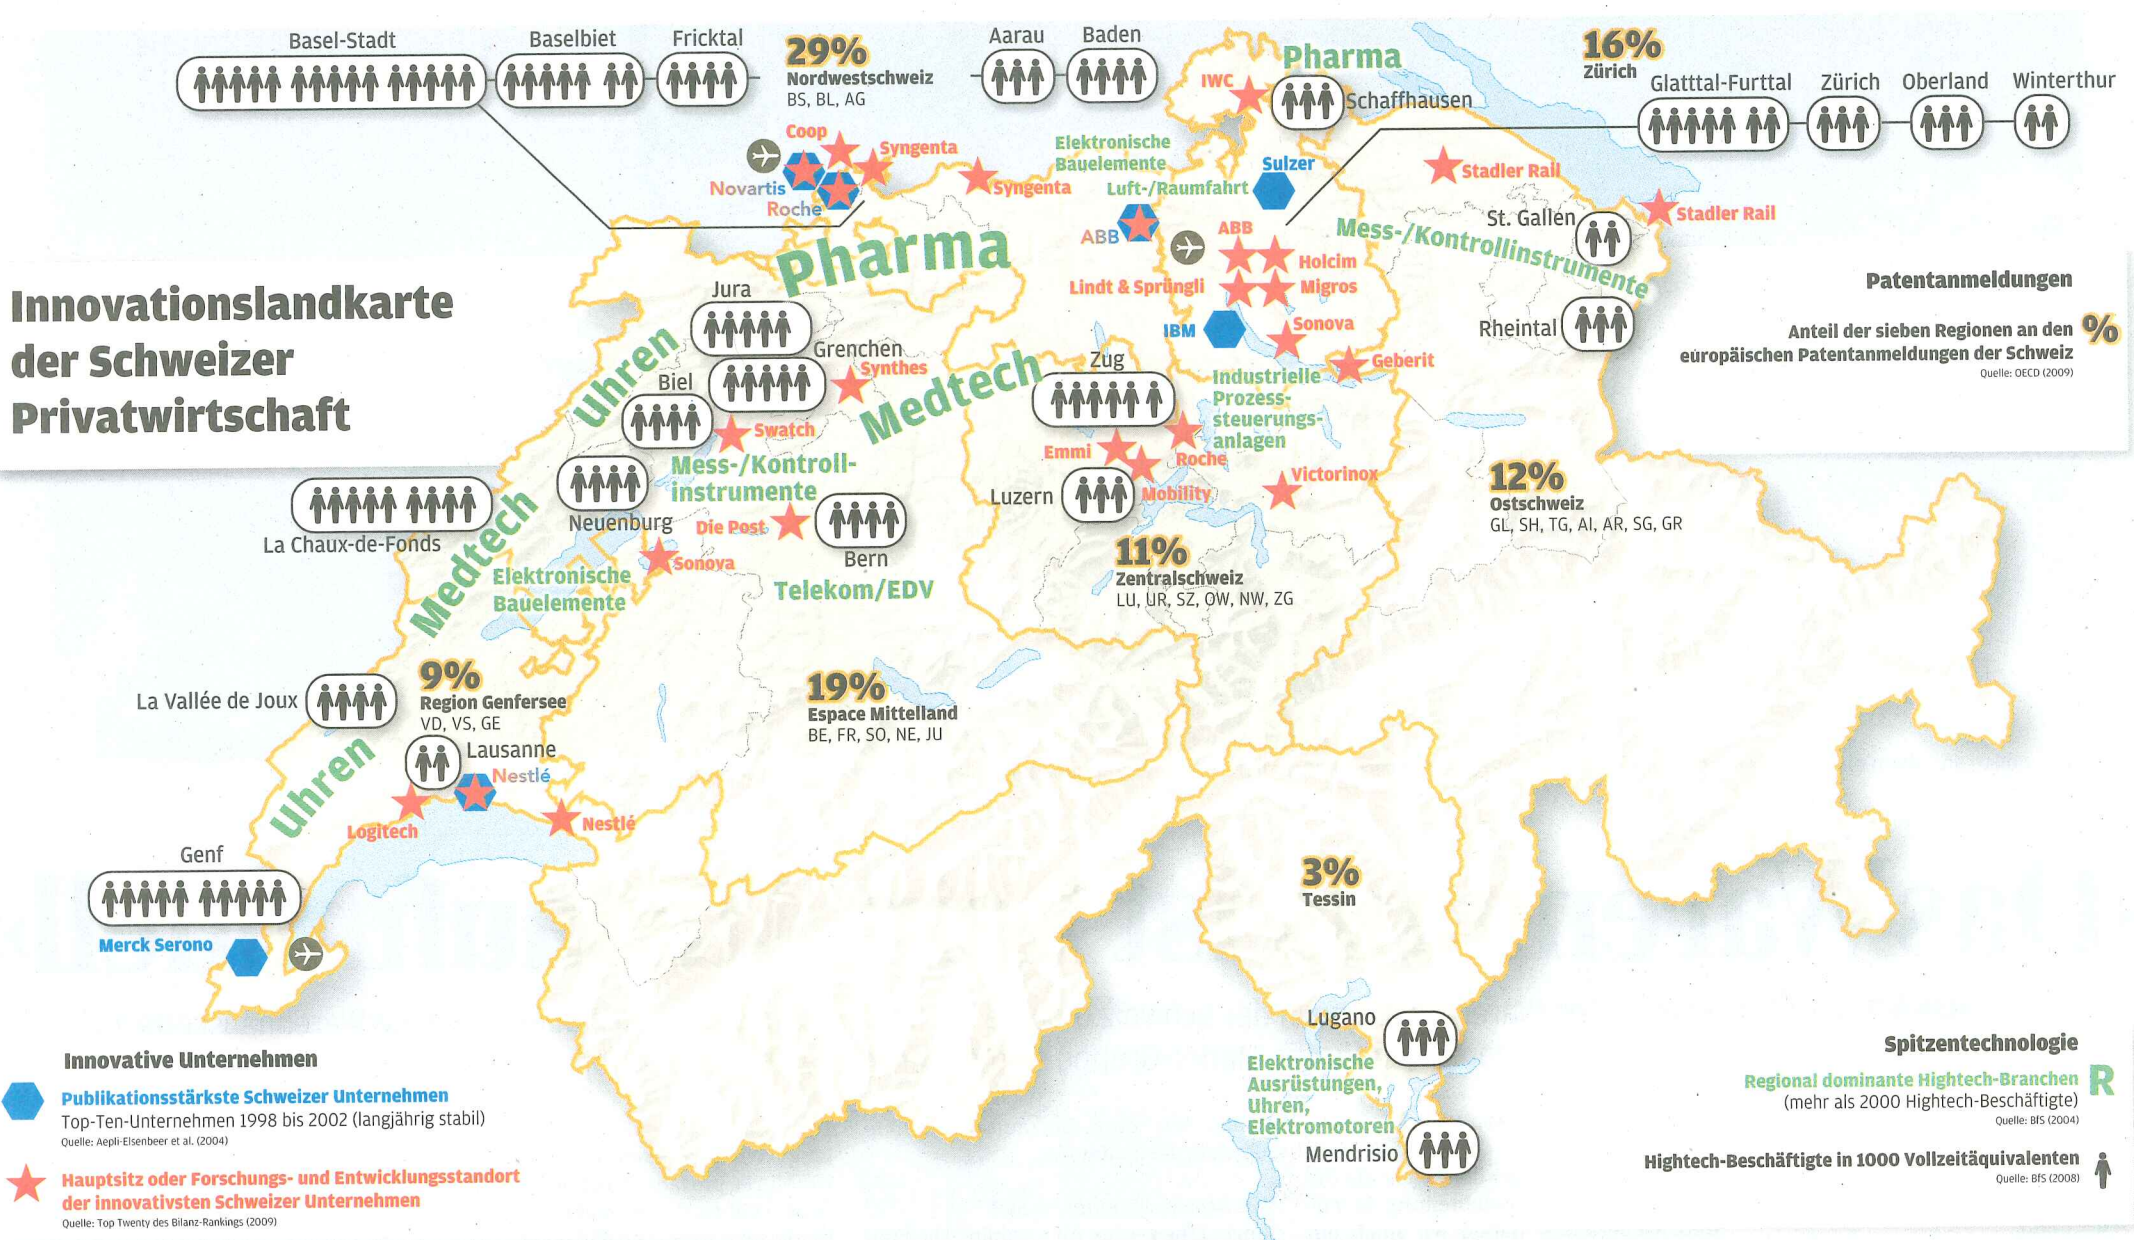 Basel-Stadt
Baselbiet
Fricktal
29%
Nordwestschweiz
BS, BL, AG
Aarau
Baden
IWC
Pharma
Schaffhausen
16%
Zürich
Glatttal-Furttal
Zürich
Oberland
Winterthur
Coop
Syngenta
Novartis
Roche
Syngenta
Elektronische
Bauelemente
Luft-/Raumfahrt
Sulzer
ABB
ABB
Holcim
Lindt & Sprüngli
Migros
IBM
Sonova
Geberit
Stadler Rail
Stadler Rail
St. Gallen
Mess-/Kontrollinstrumente
Rheintal
Patentanmeldungen
Anteil der sieben Regionen an den
europäischen Patentanmeldungen der Schweiz
%
Quelle: OECD (2009)
Innovationslandkarte
der Schweizer
Privatwirtschaft
Pharma
Jura
Uhren
Grenchen
Synthes
Biel
Medtech
Swatch
Mess-/Kontroll-
instrumente
Neuenburg
Die Post
Bern
Sonova
Telekom/EDV
La Chaux-de-Fonds
Medtech
Elektronische
Bauelemente
Zug
Industrielle
Prozess-
steuerungs-
anlagen
Emmi
Roche
Luzern
Mobility
Victorinox
11%
Zentralschweiz
LU, UR, SZ, OW, NW, ZG
12%
Ostschweiz
GL, SH, TG, AI, AR, SG, GR
La Vallée de Joux
9%
Region Genfersee
VD, VS, GE
Lausanne
Nestlé
Uhren
Logitech
Nestlé
19%
Espace Mittelland
BE, FR, SO, NE, JU
Genf
Merck Serono
3%
Tessin
Lugano
Elektronische
Ausrüstungen,
Uhren,
Elektromotoren
Mendrisio
Innovative Unternehmen
Publikationsstärkste Schweizer Unternehmen
Top-Ten-Unternehmen 1998 bis 2002 (langjährig stabil)
Quelle: Aepli-Elsenbeer et al. (2004)
Hauptsitz oder Forschungs- und Entwicklungsstandort
der innovativsten Schweizer Unternehmen
Quelle: Top Twenty des Bilanz-Rankings (2009)
Spitzentechnologie
Regional dominante Hightech-Branchen
R
(mehr als 2000 Hightech-Beschäftigte)
Quelle: BfS (2004)
Hightech-Beschäftigte in 1000 Vollzeitäquivalenten
Quelle: BfS (2008)